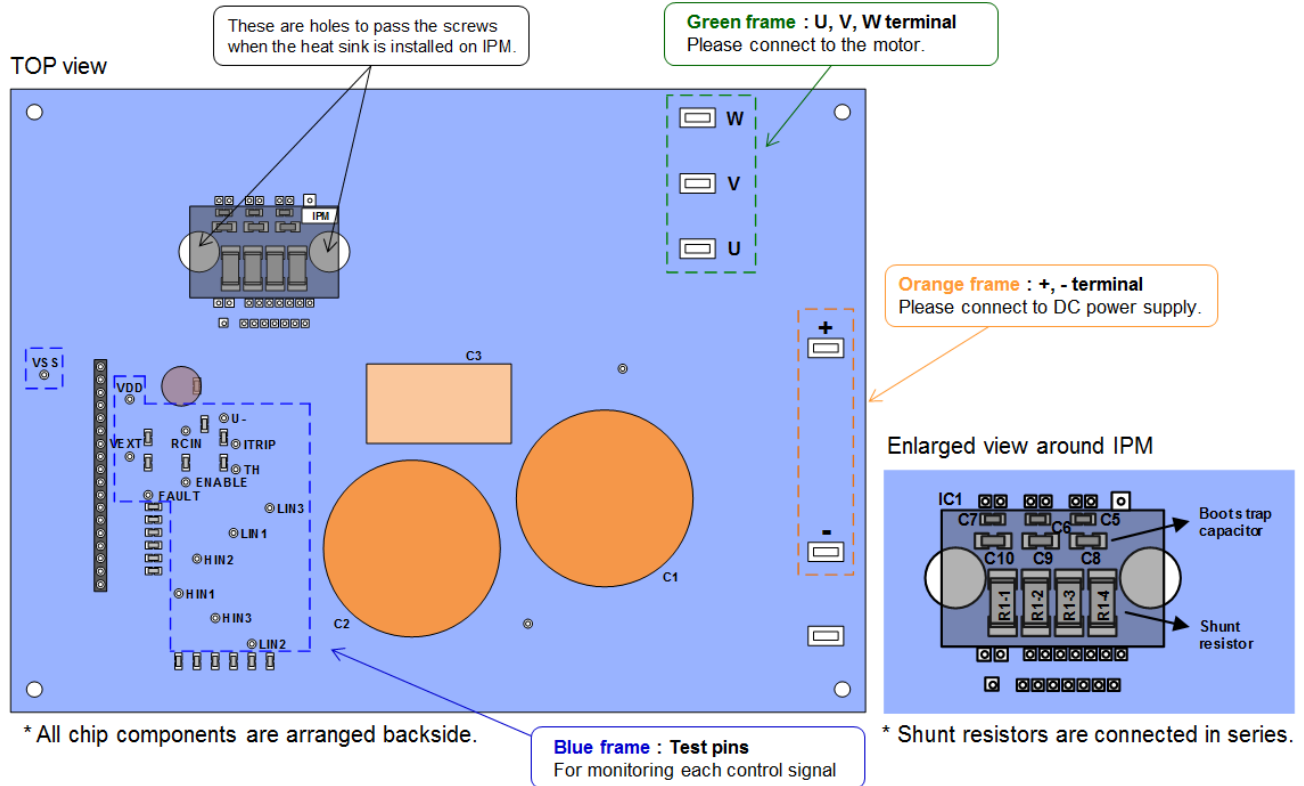 These are holes to pass the screws
when the heat sink is installed on IPM.
Green frame : U, V, W terminal
Please connect to the motor.
TOP view
W
V
U
IPM
Orange frame : +, - terminal
Please connect to DC power supply.
+
-
VSS
VDD
C3
U-
VEXT
RCIN
ITRIP
TH
ENABLE
FAULT
LIN3
LIN1
HIN2
HIN1
HIN3
LIN2
C1
C2
Enlarged view around IPM
IC1
C7
C6
C5
Bootstrap
capacitor
C10
C9
C8
R1-1
R1-2
R1-3
R1-4
Shunt
resistor
* All chip components are arranged backside.
* Shunt resistors are connected in series.
Blue frame : Test pins
For monitoring each control signal